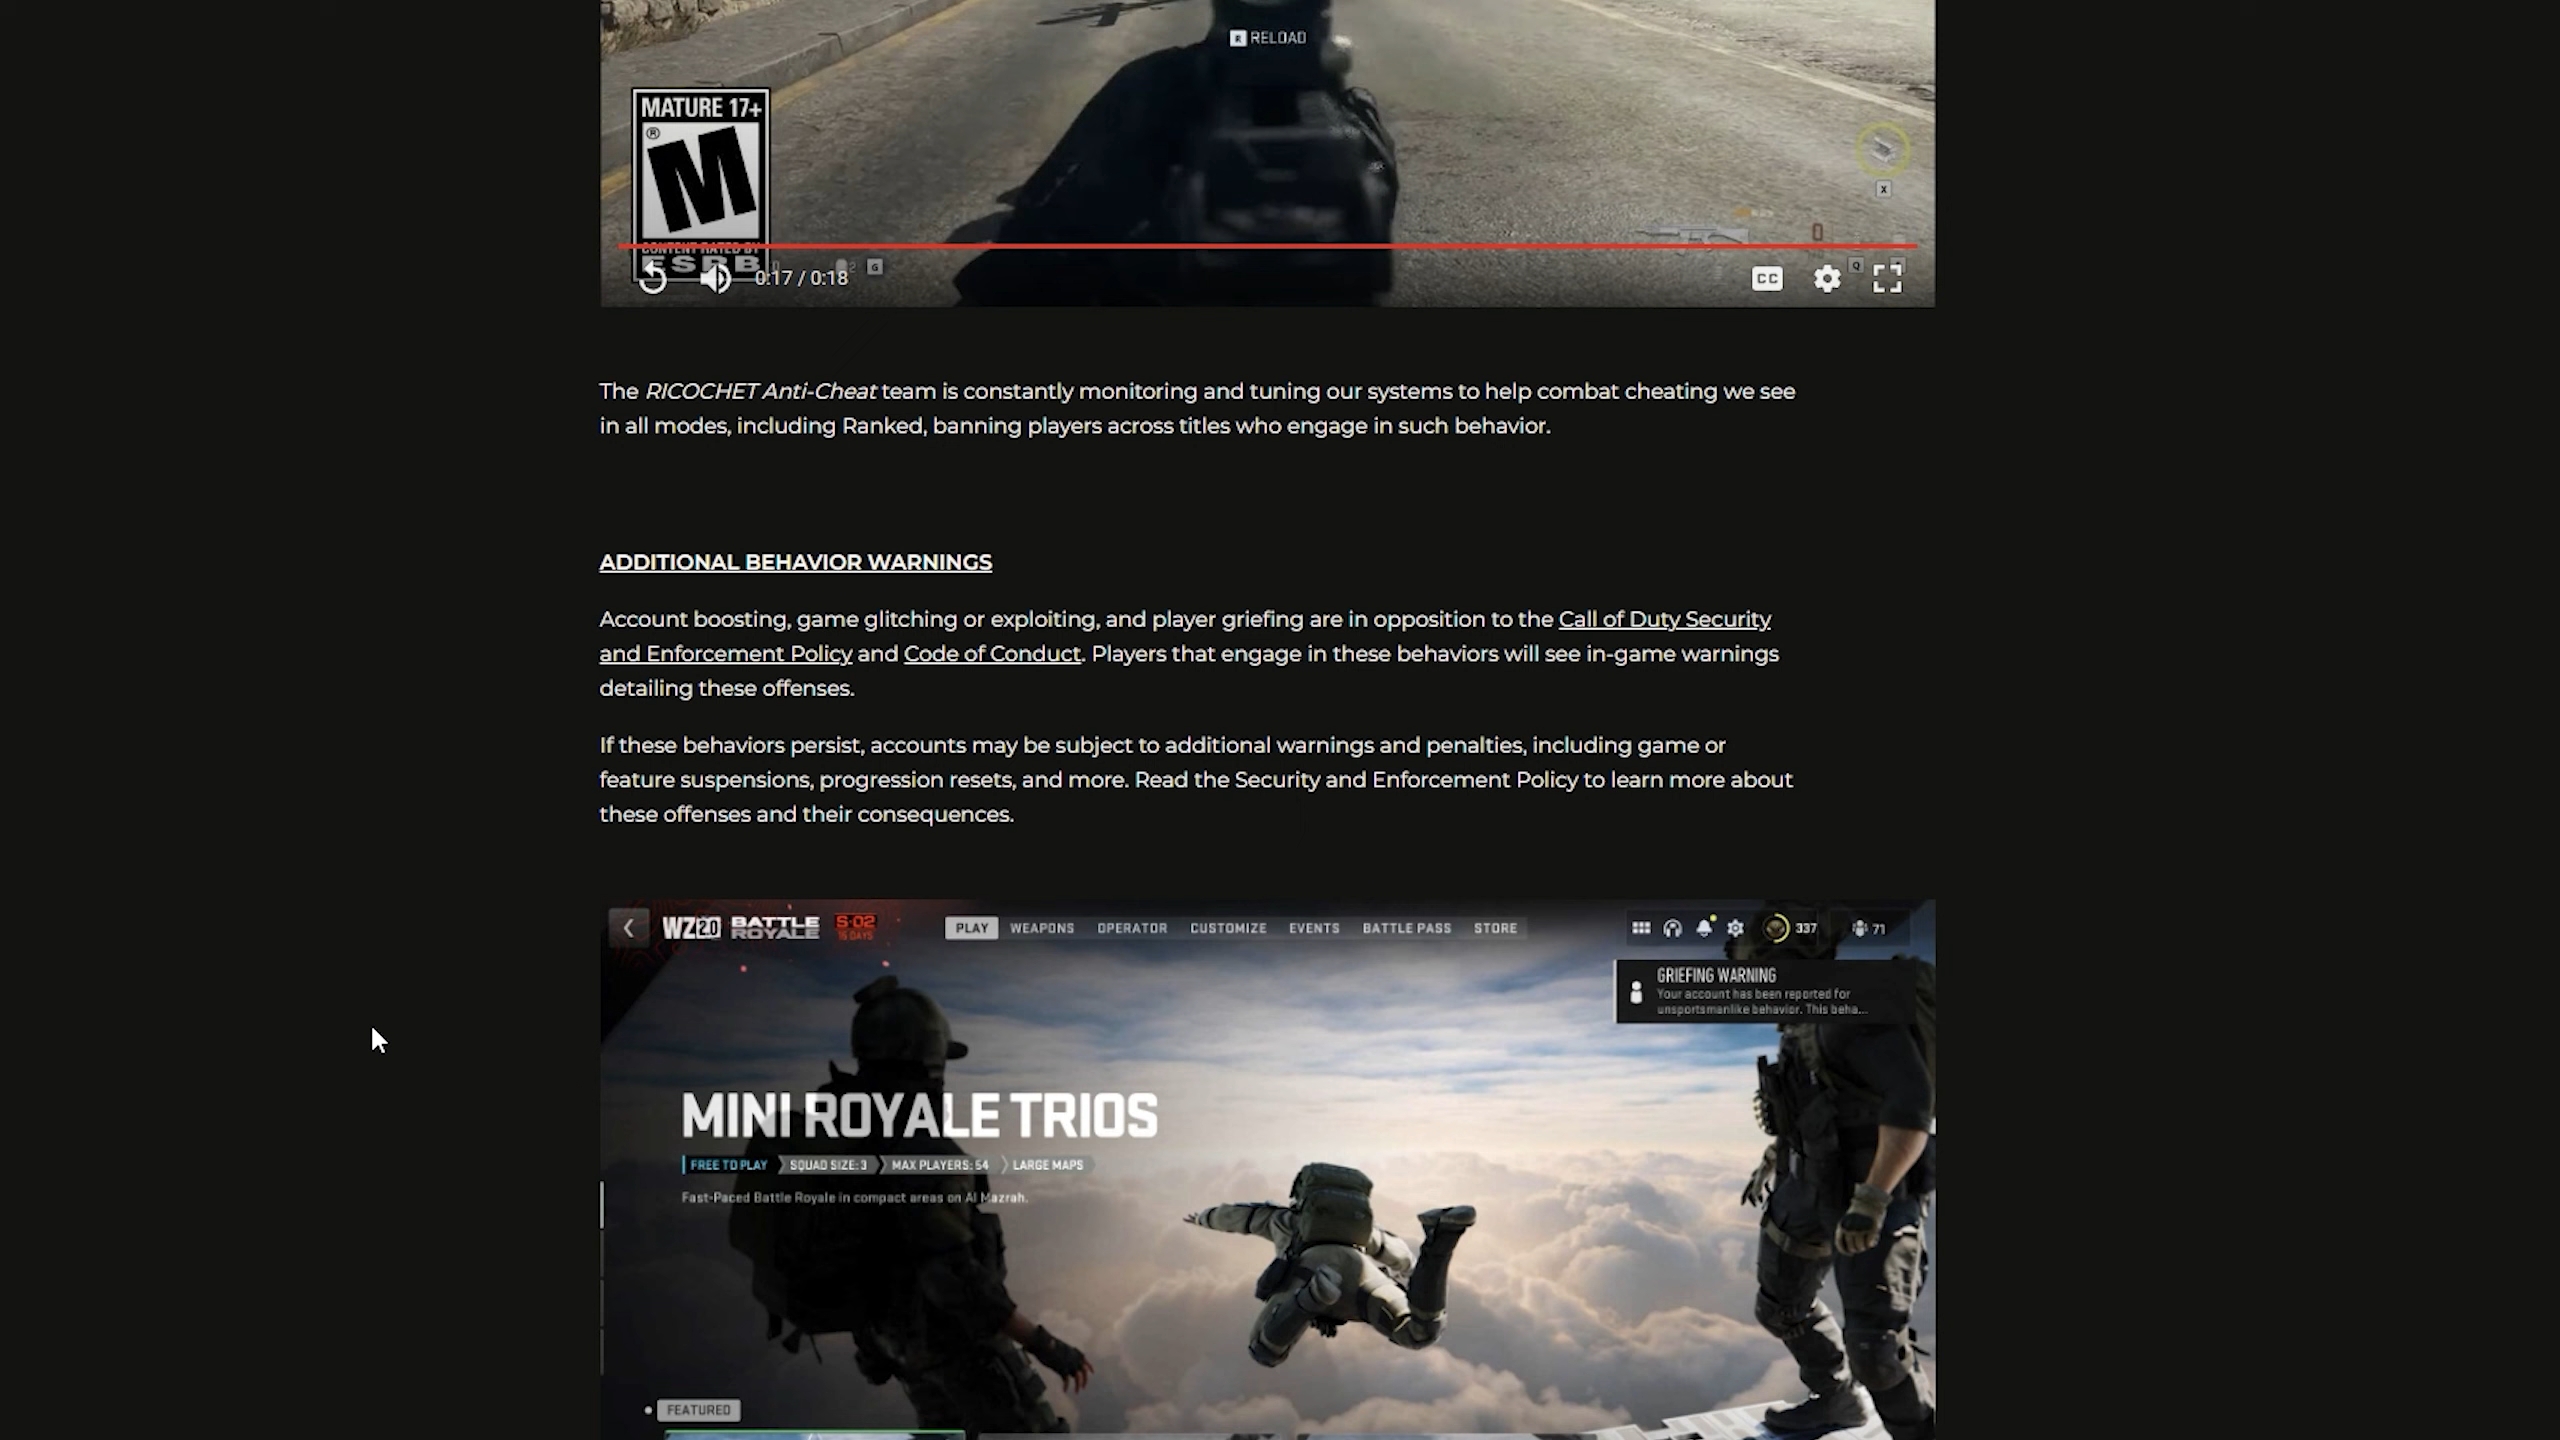 R RELOAD
MATURE 17+
M
®
CONTENT RATED BY
ESRB
X
0
Q
G
0:17 / 0:18
CC
The RICOCHET Anti-Cheat team is constantly monitoring and tuning our systems to help combat cheating we see
in all modes, including Ranked, banning players across titles who engage in such behavior.
ADDITIONAL BEHAVIOR WARNINGS
Account boosting, game glitching or exploiting, and player griefing are in opposition to the Call of Duty Security
and Enforcement Policy and Code of Conduct. Players that engage in these behaviors will see in-game warnings
detailing these offenses.
If these behaviors persist, accounts may be subject to additional warnings and penalties, including game or
feature suspensions, progression resets, and more. Read the Security and Enforcement Policy to learn more about
these offenses and their consequences.
WZ2.0 BATTLE ROYALE S·02 15 DAYS
PLAY WEAPONS OPERATOR CUSTOMIZE EVENTS BATTLE PASS STORE
337 71
GRIEFING WARNING
Your account has been reported for
unsportsmanlike behavior. This beha...
MINI ROYALE TRIOS
FREE TO PLAY SQUAD SIZE: 3 MAX PLAYERS: 54 LARGE MAPS
Fast-Paced Battle Royale in compact areas on Al Mazrah.
FEATURED